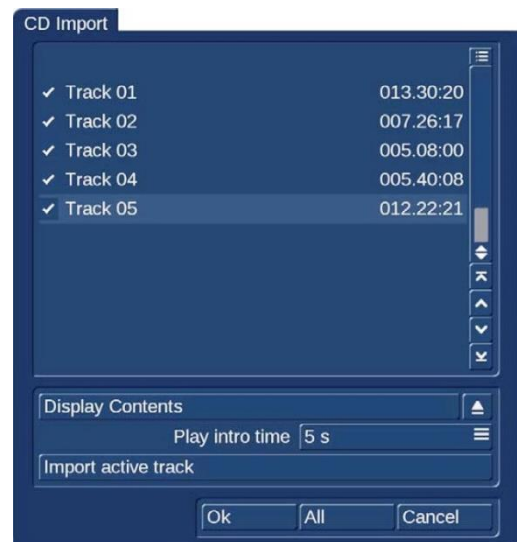 CD Import
Track 01 013.30:20
Track 02 007.26:17
Track 03 005.08:00
Track 04 005.40:08
Track 05 012.22:21
Display Contents
Play intro time 5 s
Import active track
Ok All Cancel